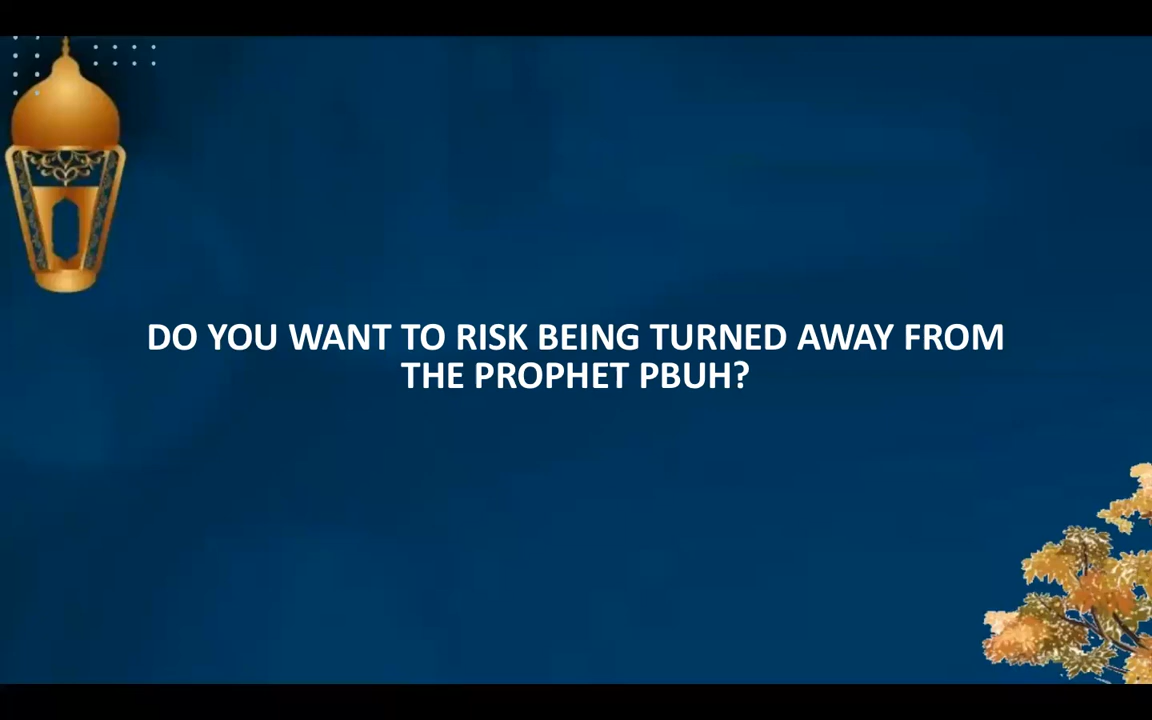 DO YOU WANT TO RISK BEING TURNED AWAY FROM
THE PROPHET PBUH?